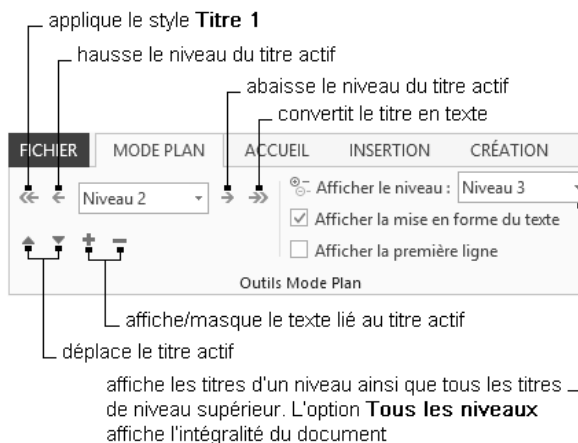 applique le style Titre 1
hausse le niveau du titre actif
abaisse le niveau du titre actif
convertit le titre en texte
FICHIER MODE PLAN ACCUEIL INSERTION CRÉATION
Niveau 2
Afficher le niveau : Niveau 3
Afficher la mise en forme du texte
Afficher la première ligne
Outils Mode Plan
affiche/masque le texte lié au titre actif
déplace le titre actif
affiche les titres d'un niveau ainsi que tous les titres
de niveau supérieur. L'option Tous les niveaux
affiche l'intégralité du document